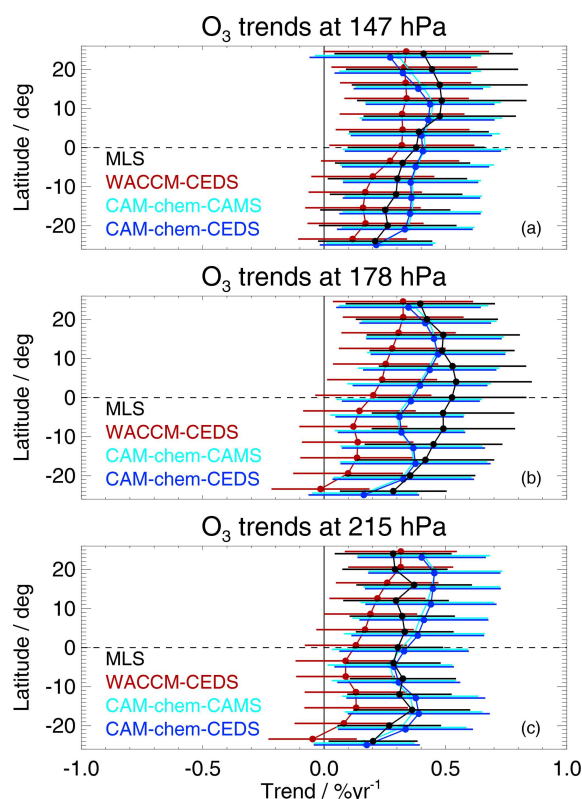 O₃ trends at 147 hPa
Latitude / deg
20
10
0
-10
-20
MLS
WACCM-CEDS
CAM-chem-CAMS
CAM-chem-CEDS
(a)
O₃ trends at 178 hPa
Latitude / deg
20
10
0
-10
-20
MLS
WACCM-CEDS
CAM-chem-CAMS
CAM-chem-CEDS
(b)
O₃ trends at 215 hPa
Latitude / deg
20
10
0
-10
-20
MLS
WACCM-CEDS
CAM-chem-CAMS
CAM-chem-CEDS
(c)
-1.0 -0.5 0.0 0.5 1.0
Trend / %yr⁻¹